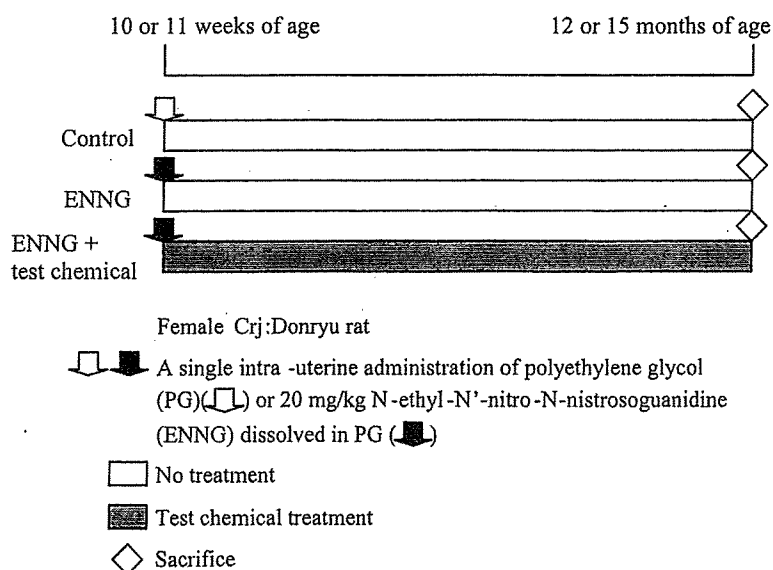 10 or 11 weeks of age
12 or 15 months of age
Control
ENNG
ENNG +
test chemical
Female Crj:Donryu rat
A single intra -uterine administration of polyethylene glycol
(PG)( ) or 20 mg/kg N-ethyl-N'-nitro-N-nistrosoguanidine
(ENNG) dissolved in PG ( )
No treatment
Test chemical treatment
Sacrifice